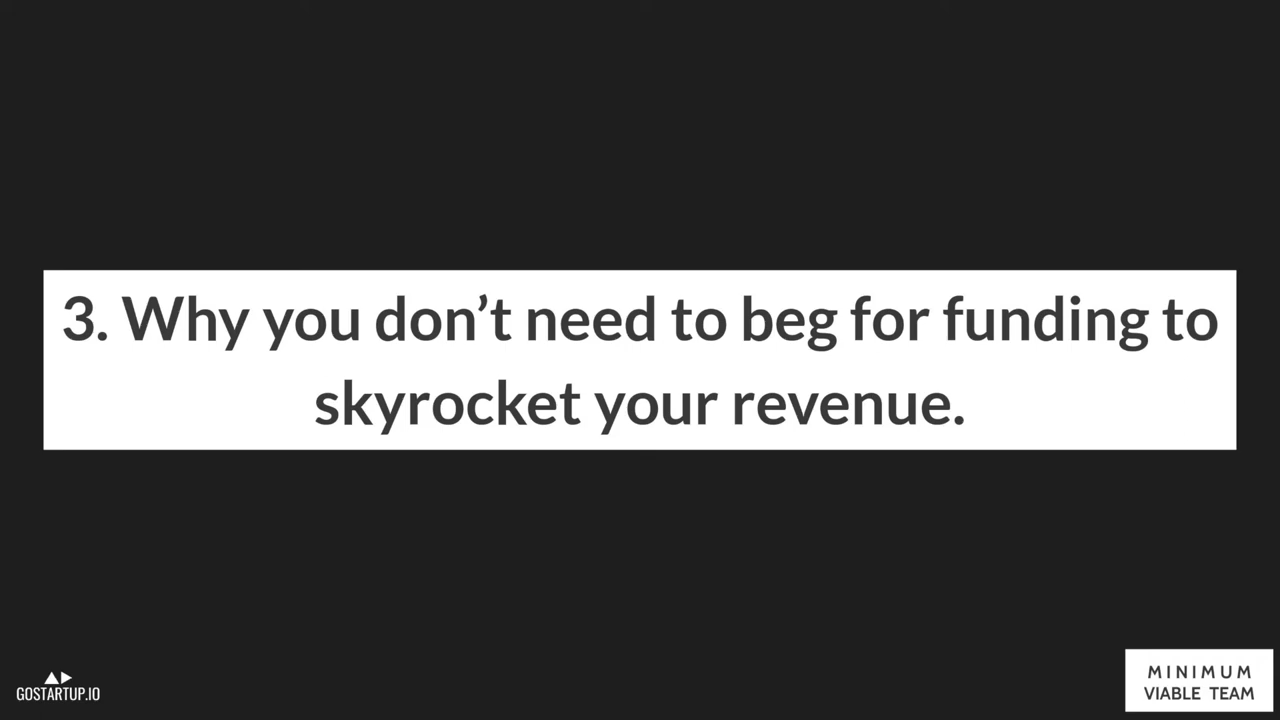 3. Why you don’t need to beg for funding to
skyrocket your revenue.
GOSTARTUP.IO
MINIMUM
VIABLE TEAM